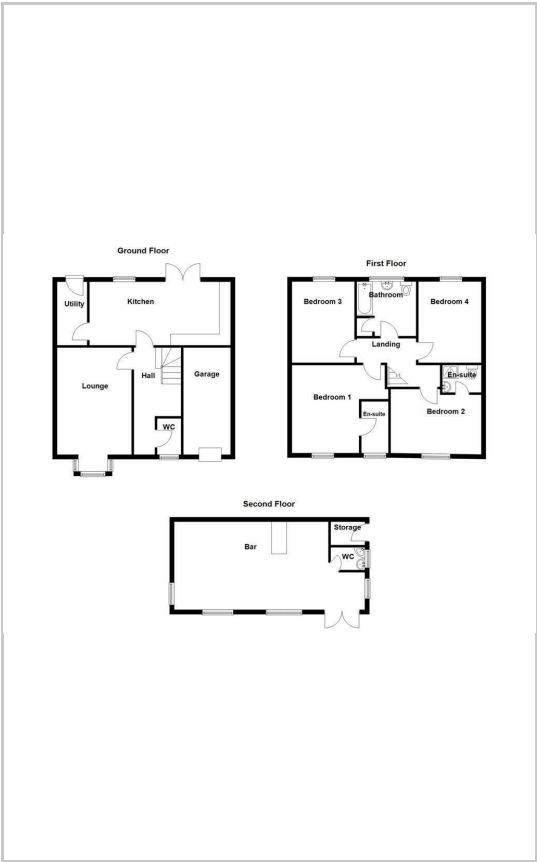 Ground Floor
Utility
Kitchen
Lounge
Hall
Garage
WC
First Floor
Bedroom 3
Bathroom
Bedroom 4
Landing
En-suite
Bedroom 1
En-suite
Bedroom 2
Second Floor
Bar
Storage
WC